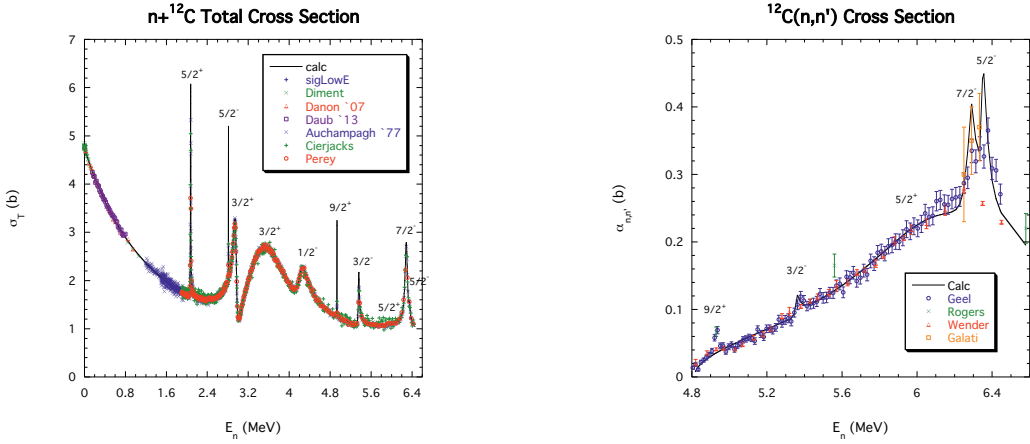 n+¹²C Total Cross Section
7
6
5
4
3
2
1
0
σ_T (b)
0 0.8 1.6 2.4 3.2 4 4.8 5.6 6.4
E_n (MeV)
calc
sigLowE
Diment
Danon `07
Daub `13
Auchampagh `77
Cierjacks
Perey
5/2⁺
5/2⁻
3/2⁺
3/2⁺
1/2⁻
9/2⁺
3/2⁻
5/2⁺
7/2⁻
5/2⁻
¹²C(n,n') Cross Section
0.5
0.4
0.3
0.2
0.1
0
α_n,n' (b)
4.8 5.2 5.6 6 6.4
E_n (MeV)
9/2⁺
3/2⁻
5/2⁺
7/2⁻
5/2⁻
Calc
Geel
Rogers
Wender
Galati